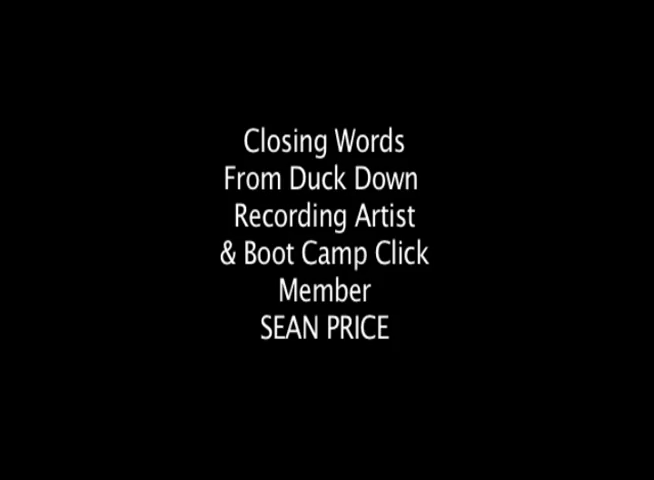 Closing Words
From Duck Down
Recording Artist
& Boot Camp Click
Member
SEAN PRICE